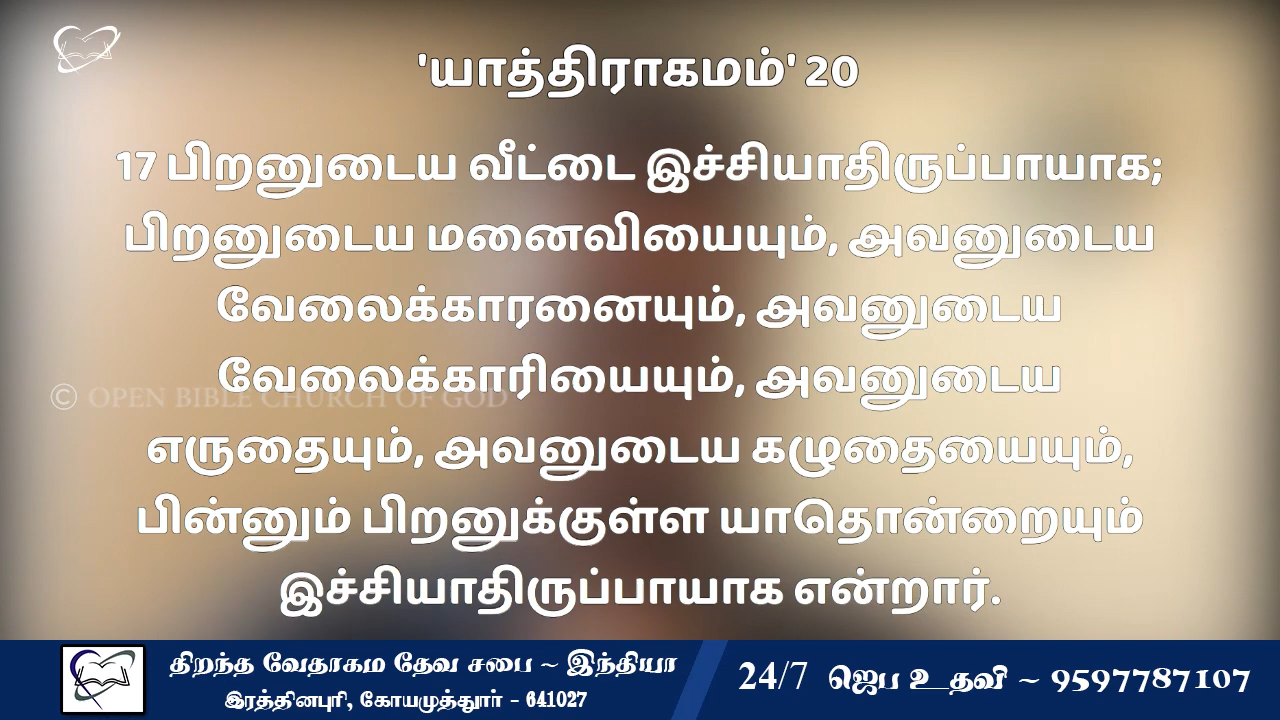 'யாத்திராகமம்' 20
17 பிறனுடைய வீட்டை இச்சியாதிருப்பாயாக;
பிறனுடைய மனைவியையும், அவனுடைய
வேலைக்காரனையும், அவனுடைய
வேலைக்காரியையும், அவனுடைய
© OPEN BIBLE CHURCH OF GOD
எருதையும், அவனுடைய கழுதையையும்,
பின்னும் பிறனுக்குள்ள யாதொன்றையும்
இச்சியாதிருப்பாயாக என்றார்.
திறந்த வேதாகம தேவ சபை ~ இந்தியா
இரத்தினபுரி, கோயமுத்தூர் - 641027
24/7 ஜெப உதவி ~ 9597787107